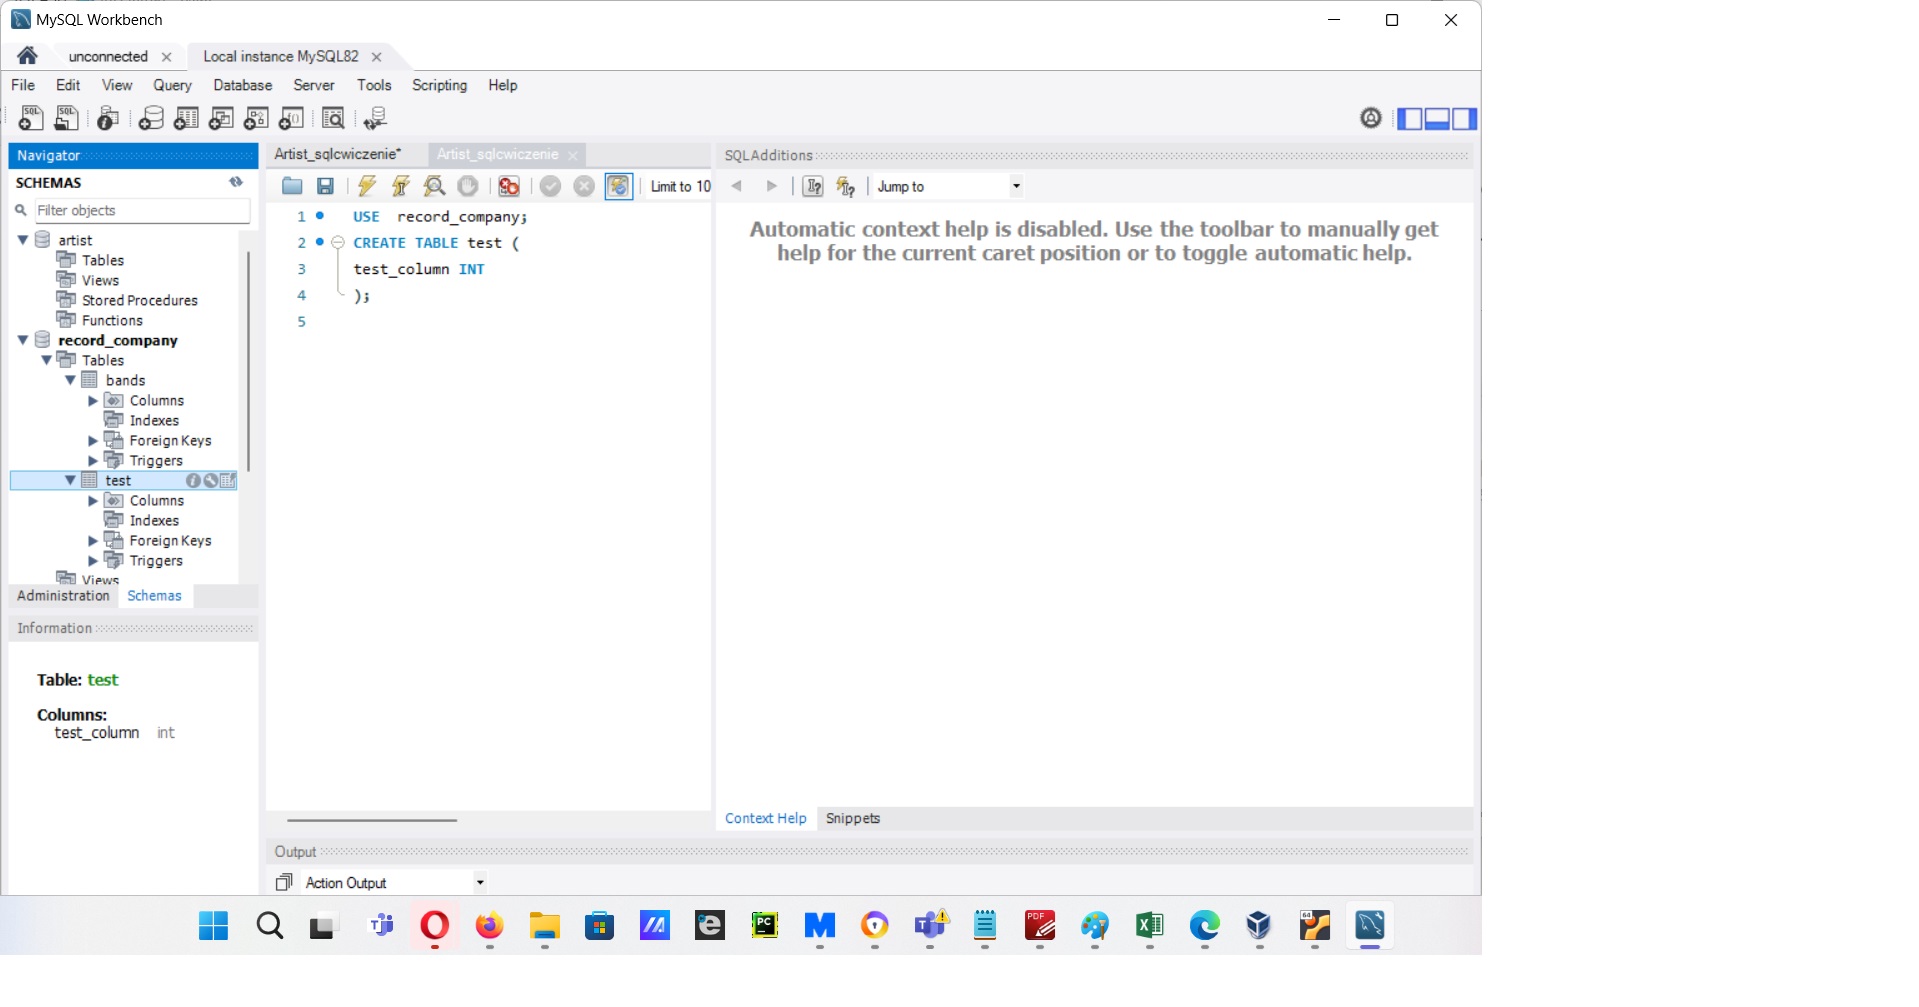 MySQL Workbench
unconnected
Local instance MySQL82
File Edit View Query Database Server Tools Scripting Help
Navigator
SCHEMAS
Filter objects
artist
Tables
Views
Stored Procedures
Functions
record_company
Tables
bands
Columns
Indexes
Foreign Keys
Triggers
test
Columns
Indexes
Foreign Keys
Triggers
Views
Administration Schemas
Information
Table: test
Columns:
test_column int
Artist_sqlcwiczenie*
Artist_sqlcwiczenie
Limit to 10
1 USE record_company;
2 CREATE TABLE test (
3 test_column INT
4 );
5
SQLAdditions
Jump to
Automatic context help is disabled. Use the toolbar to manually get
help for the current caret position or to toggle automatic help.
Context Help Snippets
Output
Action Output